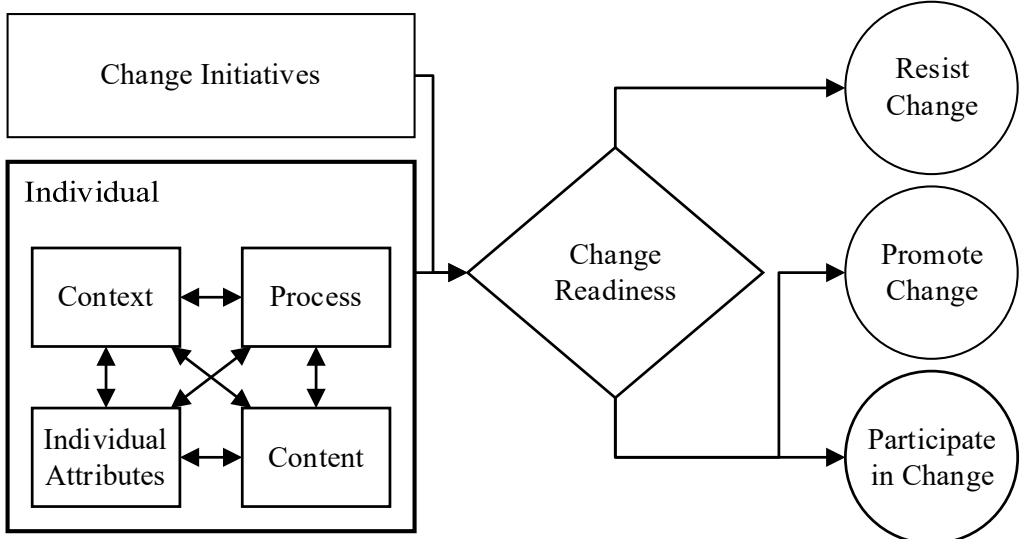 Change Initiatives
Individual
Context
Process
Individual
Attributes
Content
Change
Readiness
Resist
Change
Promote
Change
Participate
in Change